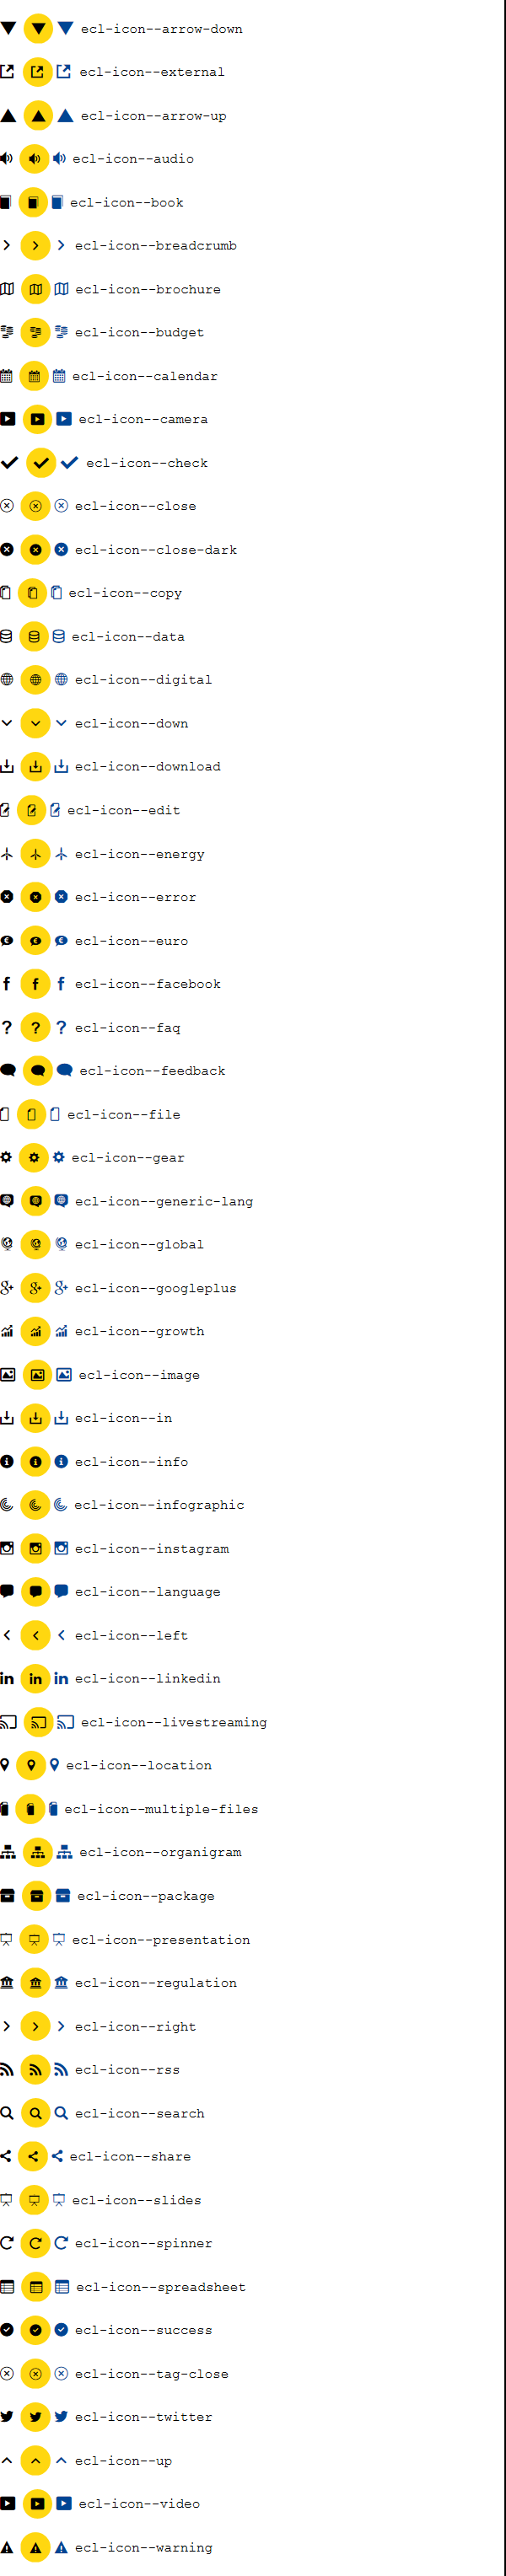 ecl-icon--arrow-down
ecl-icon--external
ecl-icon--arrow-up
ecl-icon--audio
ecl-icon--book
ecl-icon--breadcrumb
ecl-icon--brochure
ecl-icon--budget
ecl-icon--calendar
ecl-icon--camera
ecl-icon--check
ecl-icon--close
ecl-icon--close-dark
ecl-icon--copy
ecl-icon--data
ecl-icon--digital
ecl-icon--down
ecl-icon--download
ecl-icon--edit
ecl-icon--energy
ecl-icon--error
ecl-icon--euro
ecl-icon--facebook
ecl-icon--faq
ecl-icon--feedback
ecl-icon--file
ecl-icon--gear
ecl-icon--generic-lang
ecl-icon--global
ecl-icon--googleplus
ecl-icon--growth
ecl-icon--image
ecl-icon--in
ecl-icon--info
ecl-icon--infographic
ecl-icon--instagram
ecl-icon--language
ecl-icon--left
ecl-icon--linkedin
ecl-icon--livestreaming
ecl-icon--location
ecl-icon--multiple-files
ecl-icon--organigram
ecl-icon--package
ecl-icon--presentation
ecl-icon--regulation
ecl-icon--right
ecl-icon--rss
ecl-icon--search
ecl-icon--share
ecl-icon--slides
ecl-icon--spinner
ecl-icon--spreadsheet
ecl-icon--success
ecl-icon--tag-close
ecl-icon--twitter
ecl-icon--up
ecl-icon--video
ecl-icon--warning